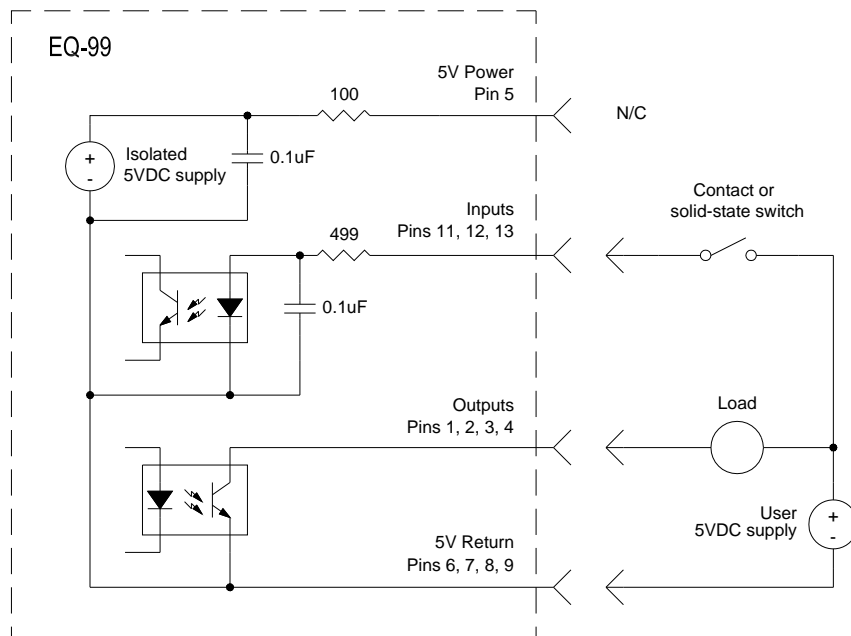 EQ-99
5V Power
Pin 5
100
N/C
+
-
Isolated
5VDC supply
0.1uF
Contact or
solid-state switch
Inputs
Pins 11, 12, 13
499
0.1uF
Outputs
Pins 1, 2, 3, 4
Load
User
5VDC supply
+
-
5V Return
Pins 6, 7, 8, 9